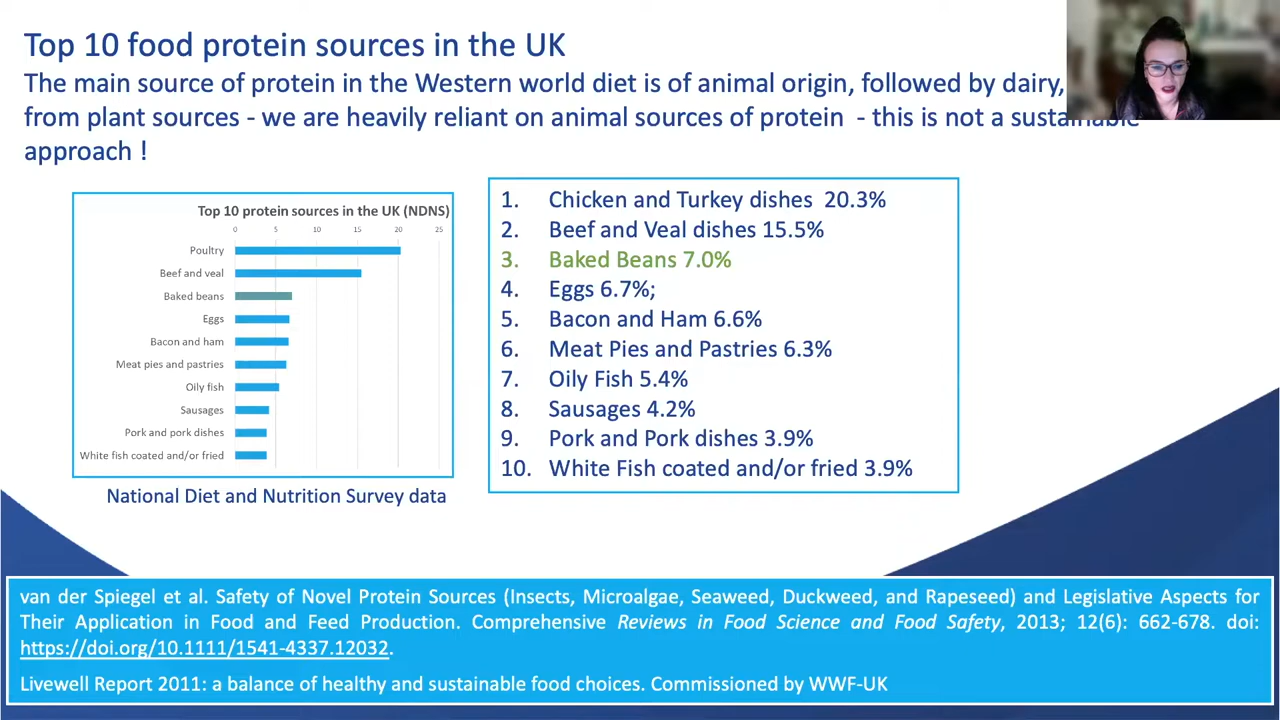 Top 10 food protein sources in the UK
The main source of protein in the Western world diet is of animal origin, followed by dairy,
from plant sources - we are heavily reliant on animal sources of protein - this is not a sustainable
approach !
Top 10 protein sources in the UK (NDNS)
0 5 10 15 20 25
Poultry
Beef and veal
Baked beans
Eggs
Bacon and ham
Meat pies and pastries
Oily fish
Sausages
Pork and pork dishes
White fish coated and/or fried
National Diet and Nutrition Survey data
1. Chicken and Turkey dishes 20.3%
2. Beef and Veal dishes 15.5%
3. Baked Beans 7.0%
4. Eggs 6.7%;
5. Bacon and Ham 6.6%
6. Meat Pies and Pastries 6.3%
7. Oily Fish 5.4%
8. Sausages 4.2%
9. Pork and Pork dishes 3.9%
10. White Fish coated and/or fried 3.9%
van der Spiegel et al. Safety of Novel Protein Sources (Insects, Microalgae, Seaweed, Duckweed, and Rapeseed) and Legislative Aspects for
Their Application in Food and Feed Production. Comprehensive Reviews in Food Science and Food Safety, 2013; 12(6): 662-678. doi:
https://doi.org/10.1111/1541-4337.12032.
Livewell Report 2011: a balance of healthy and sustainable food choices. Commissioned by WWF-UK